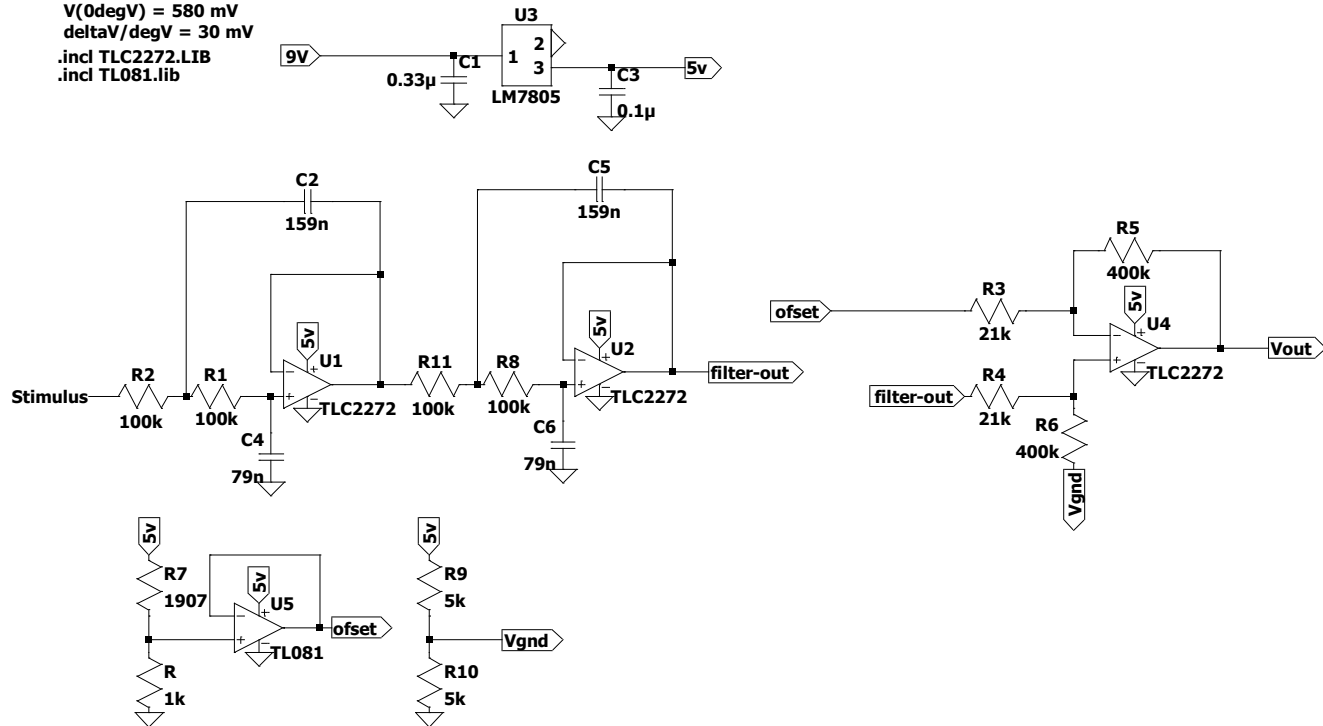 V(0degV) = 580 mV
deltaV/degV = 30 mV
.incl TLC2272.LIB
.incl TL081.lib
9V
C1
0.33µ
U3
1
2
3
LM7805
C3
0.1µ
5v
C2
159n
C5
159n
Stimulus
R2
100k
R1
100k
C4
79n
5v
U1
TLC2272
R11
100k
R8
100k
C6
79n
5v
U2
TLC2272
filter-out
ofset
R3
21k
R5
400k
5v
U4
TLC2272
Vout
filter-out
R4
21k
R6
400k
Vgnd
5v
R7
1907
R
1k
5v
U5
TL081
ofset
5v
R9
5k
Vgnd
R10
5k